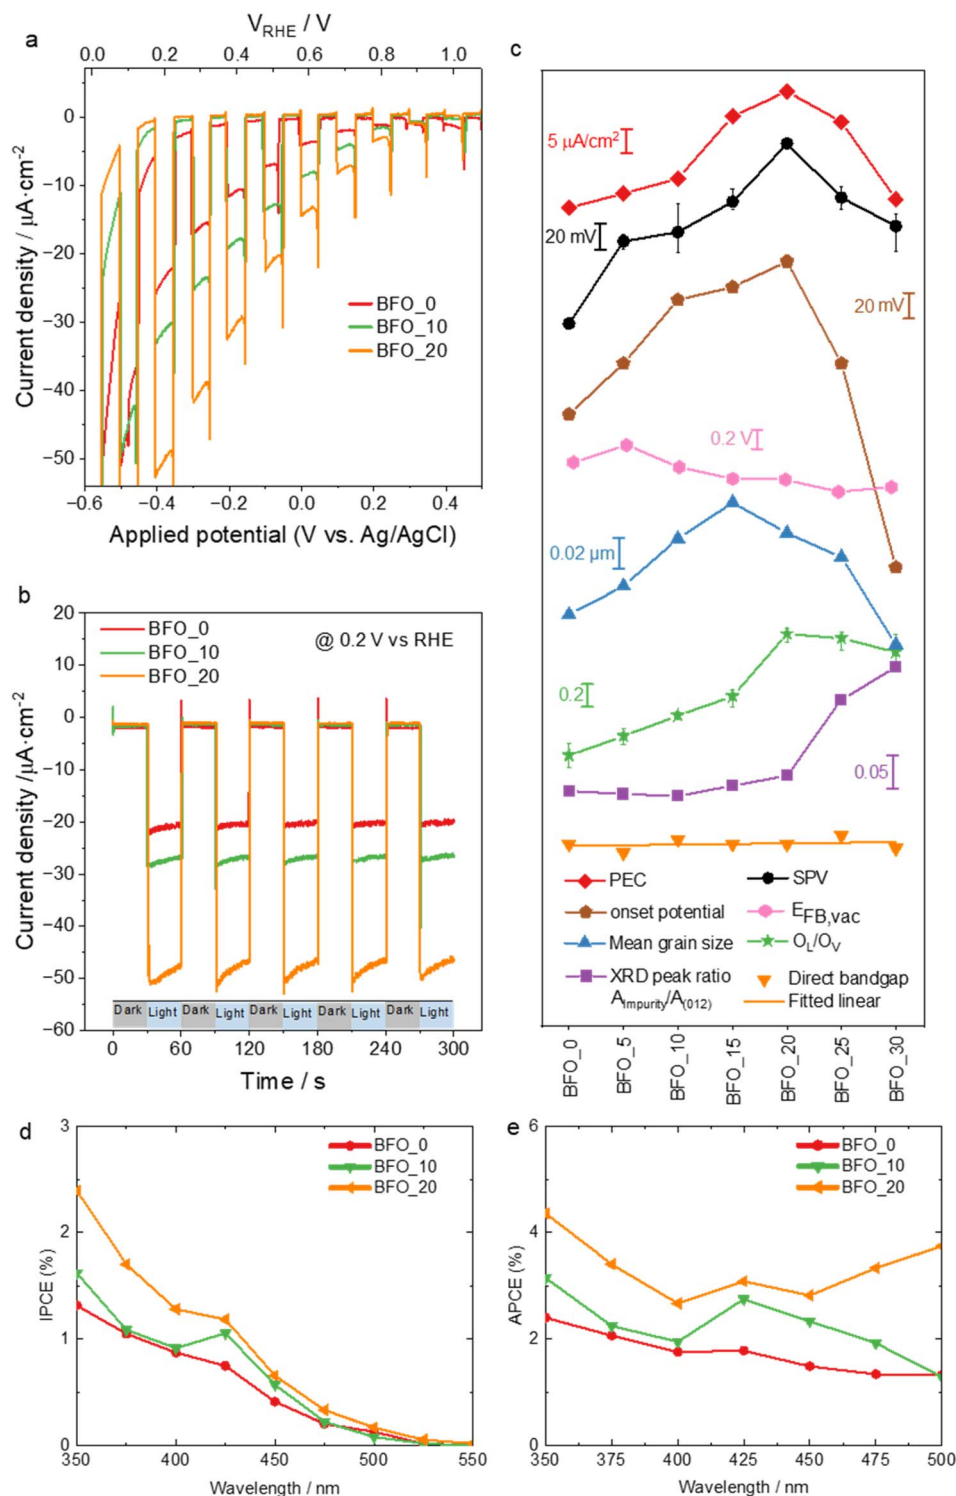 a
V_RHE / V
0.0 0.2 0.4 0.6 0.8 1.0
Current density / µA·cm⁻²
0
−10
−20
−30
−40
−50
BFO_0
BFO_10
BFO_20
−0.6 −0.4 −0.2 0.0 0.2 0.4
Applied potential (V vs. Ag/AgCl)
b
Current density /µA·cm⁻²
20
10
0
−10
−20
−30
−40
−50
−60
BFO_0
BFO_10
BFO_20
@ 0.2 V vs RHE
Dark Light Dark Light Dark Light Dark Light Dark Light
0 60 120 180 240 300
Time / s
c
5 µA/cm²
20 mV
20 mV
0.2 V
0.02 µm
0.2
0.05
PEC
SPV
onset potential
E_FB,vac
Mean grain size
O_L/O_V
XRD peak ratio
A_Impurity/A_(012)
Direct bandgap
Fitted linear
BFO_0
BFO_5
BFO_10
BFO_15
BFO_20
BFO_25
BFO_30
d
IPCE (%)
3
2
1
0
BFO_0
BFO_10
BFO_20
350 400 450 500 550
Wavelength / nm
e
APCE (%)
6
4
2
0
BFO_0
BFO_10
BFO_20
350 375 400 425 450 475 500
Wavelength / nm